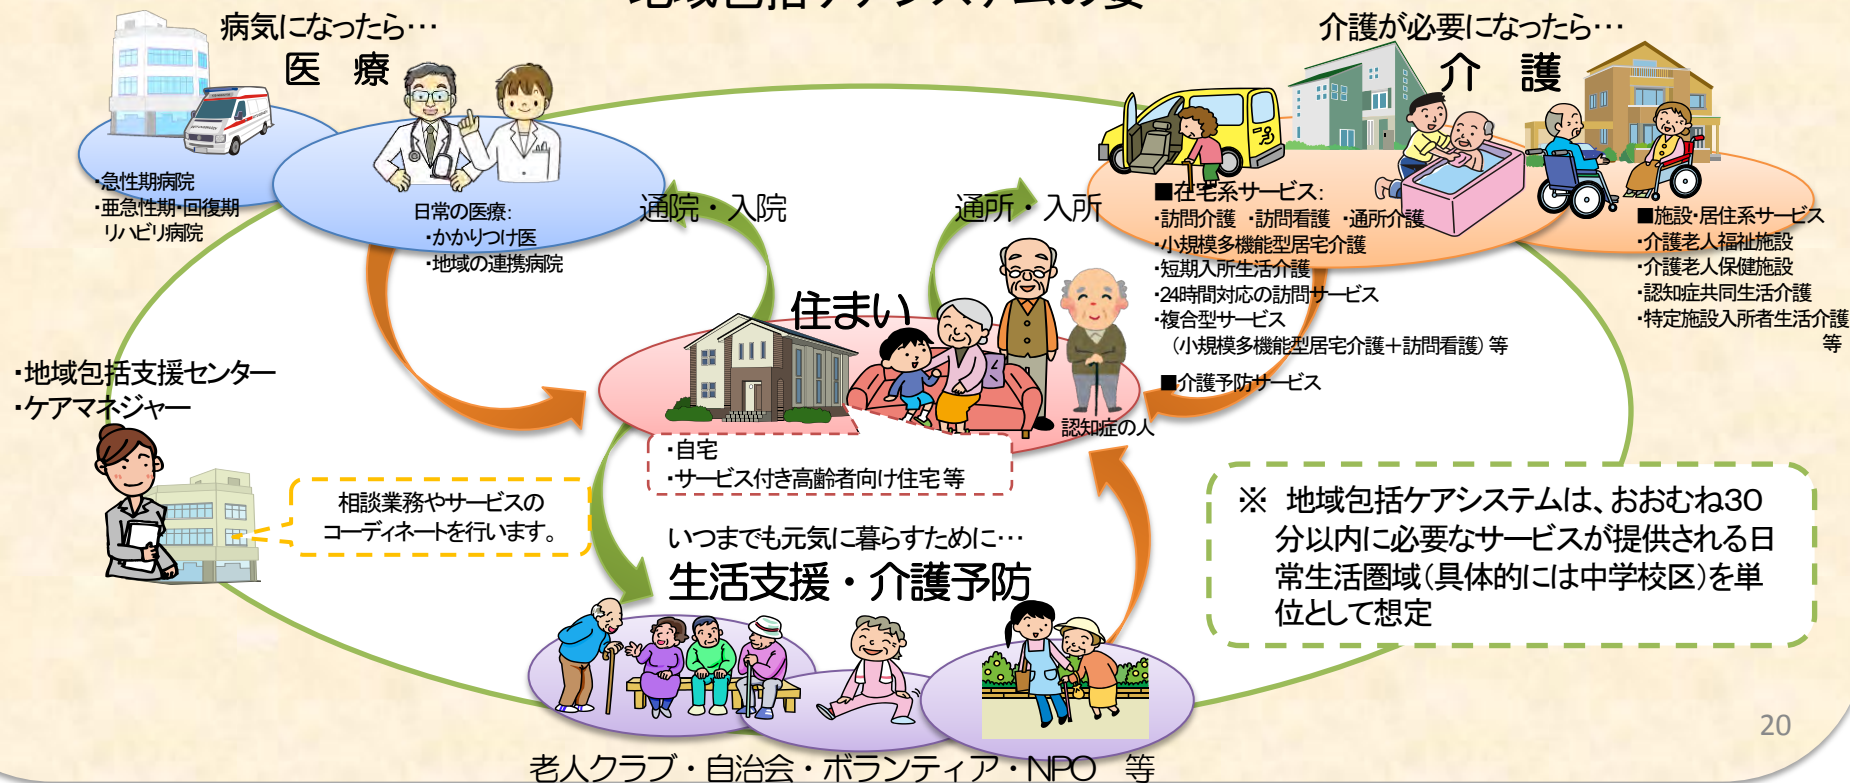 地域包括ケアシステムの姿
病気になったら…
医 療
・急性期病院
・亜急性期・回復期
リハビリ病院
日常の医療:
・かかりつけ医
・地域の連携病院
通院・入院
通所・入所
介護が必要になったら…
介 護
■在宅系サービス:
・訪問介護 ・訪問看護 ・通所介護
・小規模多機能型居宅介護
・短期入所生活介護
・24時間対応の訪問サービス
・複合型サービス
(小規模多機能型居宅介護+訪問看護) 等
■介護予防サービス
■施設・居住系サービス
・介護老人福祉施設
・介護老人保健施設
・認知症共同生活介護
・特定施設入所者生活介護
等
住まい
認知症の人
・自宅
・サービス付き高齢者向け住宅 等
・地域包括支援センター
・ケアマネジャー
相談業務やサービスの
コーディネートを行います。
いつまでも元気に暮らすために…
生活支援・介護予防
老人クラブ・自治会・ボランティア・NPO 等
※ 地域包括ケアシステムは、おおむね30
分以内に必要なサービスが提供される日
常生活圏域(具体的には中学校区)を単
位として想定
20